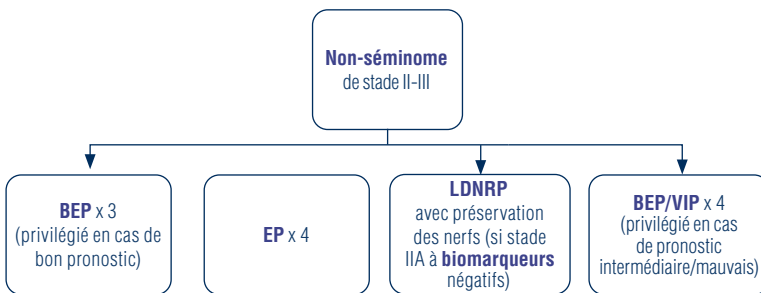 Non-séminome
de stade II-III
BEP x 3
(privilégié en cas de
bon pronostic)
EP x 4
LDNRP
avec préservation
des nerfs (si stade
IIA à biomarqueurs
négatifs)
BEP/VIP x 4
(privilégié en cas
de pronostic
intermédiaire/mauvais)